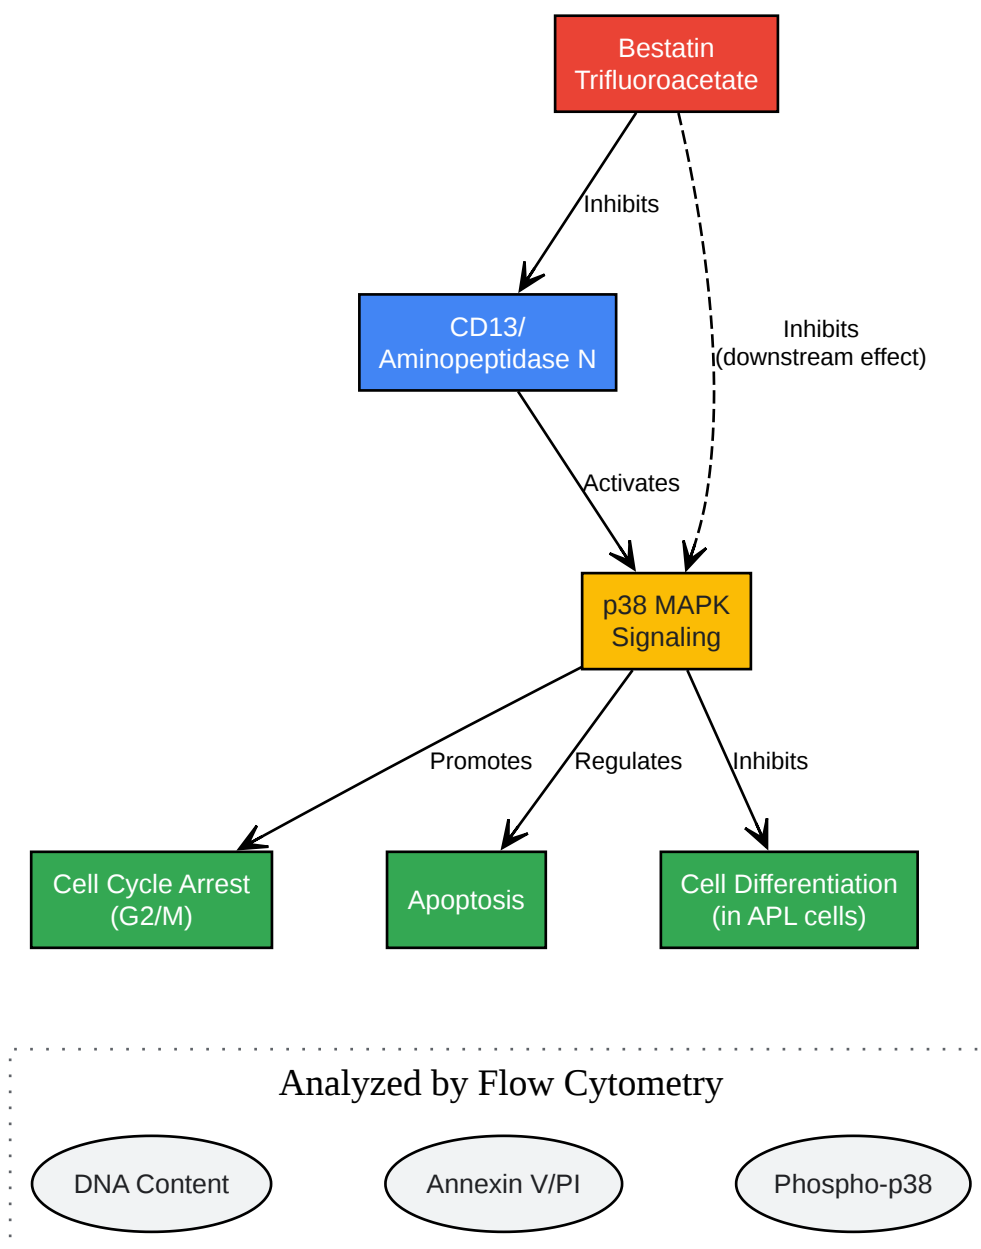 Bestatin
Trifluoroacetate
Inhibits
CD13/
Aminopeptidase N
Inhibits
(downstream effect)
Activates
p38 MAPK
Signaling
Promotes
Regulates
Inhibits
Cell Cycle Arrest
(G2/M)
Apoptosis
Cell Differentiation
(in APL cells)
Analyzed by Flow Cytometry
DNA Content
Annexin V/PI
Phospho-p38